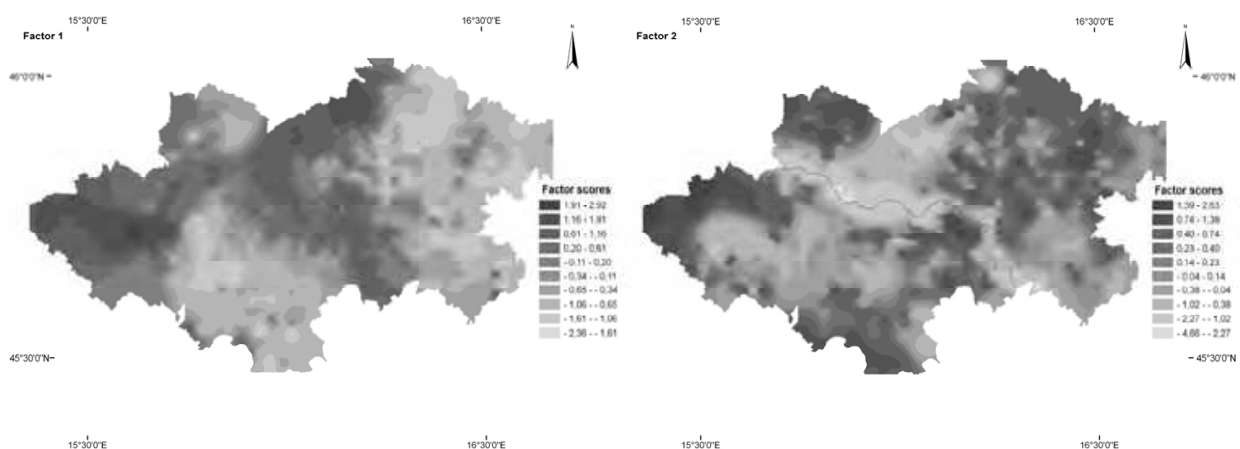 15°30'0"E
16°30'0"E
Factor 1
N
46°0'0"N
Factor scores
1.91 - 2.92
1.16 - 1.91
0.61 - 1.16
0.20 - 0.61
-0.11 - 0.20
-0.34 - -0.11
-0.65 - -0.34
-1.06 - -0.65
-1.61 - -1.06
-2.36 - -1.61
45°30'0"N
15°30'0"E
16°30'0"E
15°30'0"E
16°30'0"E
Factor 2
N
46°0'0"N
Factor scores
0.74 - 1.39
0.40 - 0.74
0.23 - 0.40
0.14 - 0.23
-0.04 - 0.14
-0.38 - -0.04
-1.02 - -0.38
-2.27 - -1.02
-4.66 - -2.27
45°30'0"N
15°30'0"E
16°30'0"E